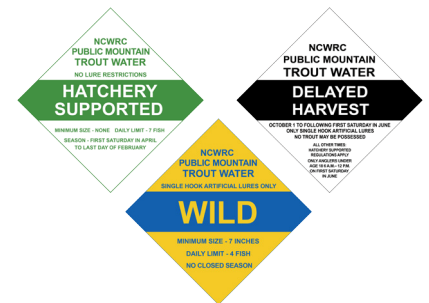 NCWRC
PUBLIC MOUNTAIN
TROUT WATER
NO LURE RESTRICTIONS
HATCHERY
SUPPORTED
MINIMUM SIZE - NONE DAILY LIMIT - 7 FISH
SEASON - FIRST SATURDAY IN APRIL
TO LAST DAY OF FEBRUARY
NCWRC
PUBLIC MOUNTAIN
TROUT WATER
DELAYED
HARVEST
OCTOBER 1 TO FOLLOWING FIRST SATURDAY IN JUNE
ONLY SINGLE HOOK ARTIFICIAL LURES
NO TROUT MAY BE POSSESSED
ALL OTHER TIMES
HATCHERY SUPPORTED
REGULATIONS APPLY
ONLY ANGLERS UNDER
AGE 18 6 A.M.- 12 P.M.
ON FIRST SATURDAY
IN JUNE
NCWRC
PUBLIC MOUNTAIN
TROUT WATER
SINGLE HOOK ARTIFICIAL LURES ONLY
WILD
MINIMUM SIZE - 7 INCHES
DAILY LIMIT - 4 FISH
NO CLOSED SEASON